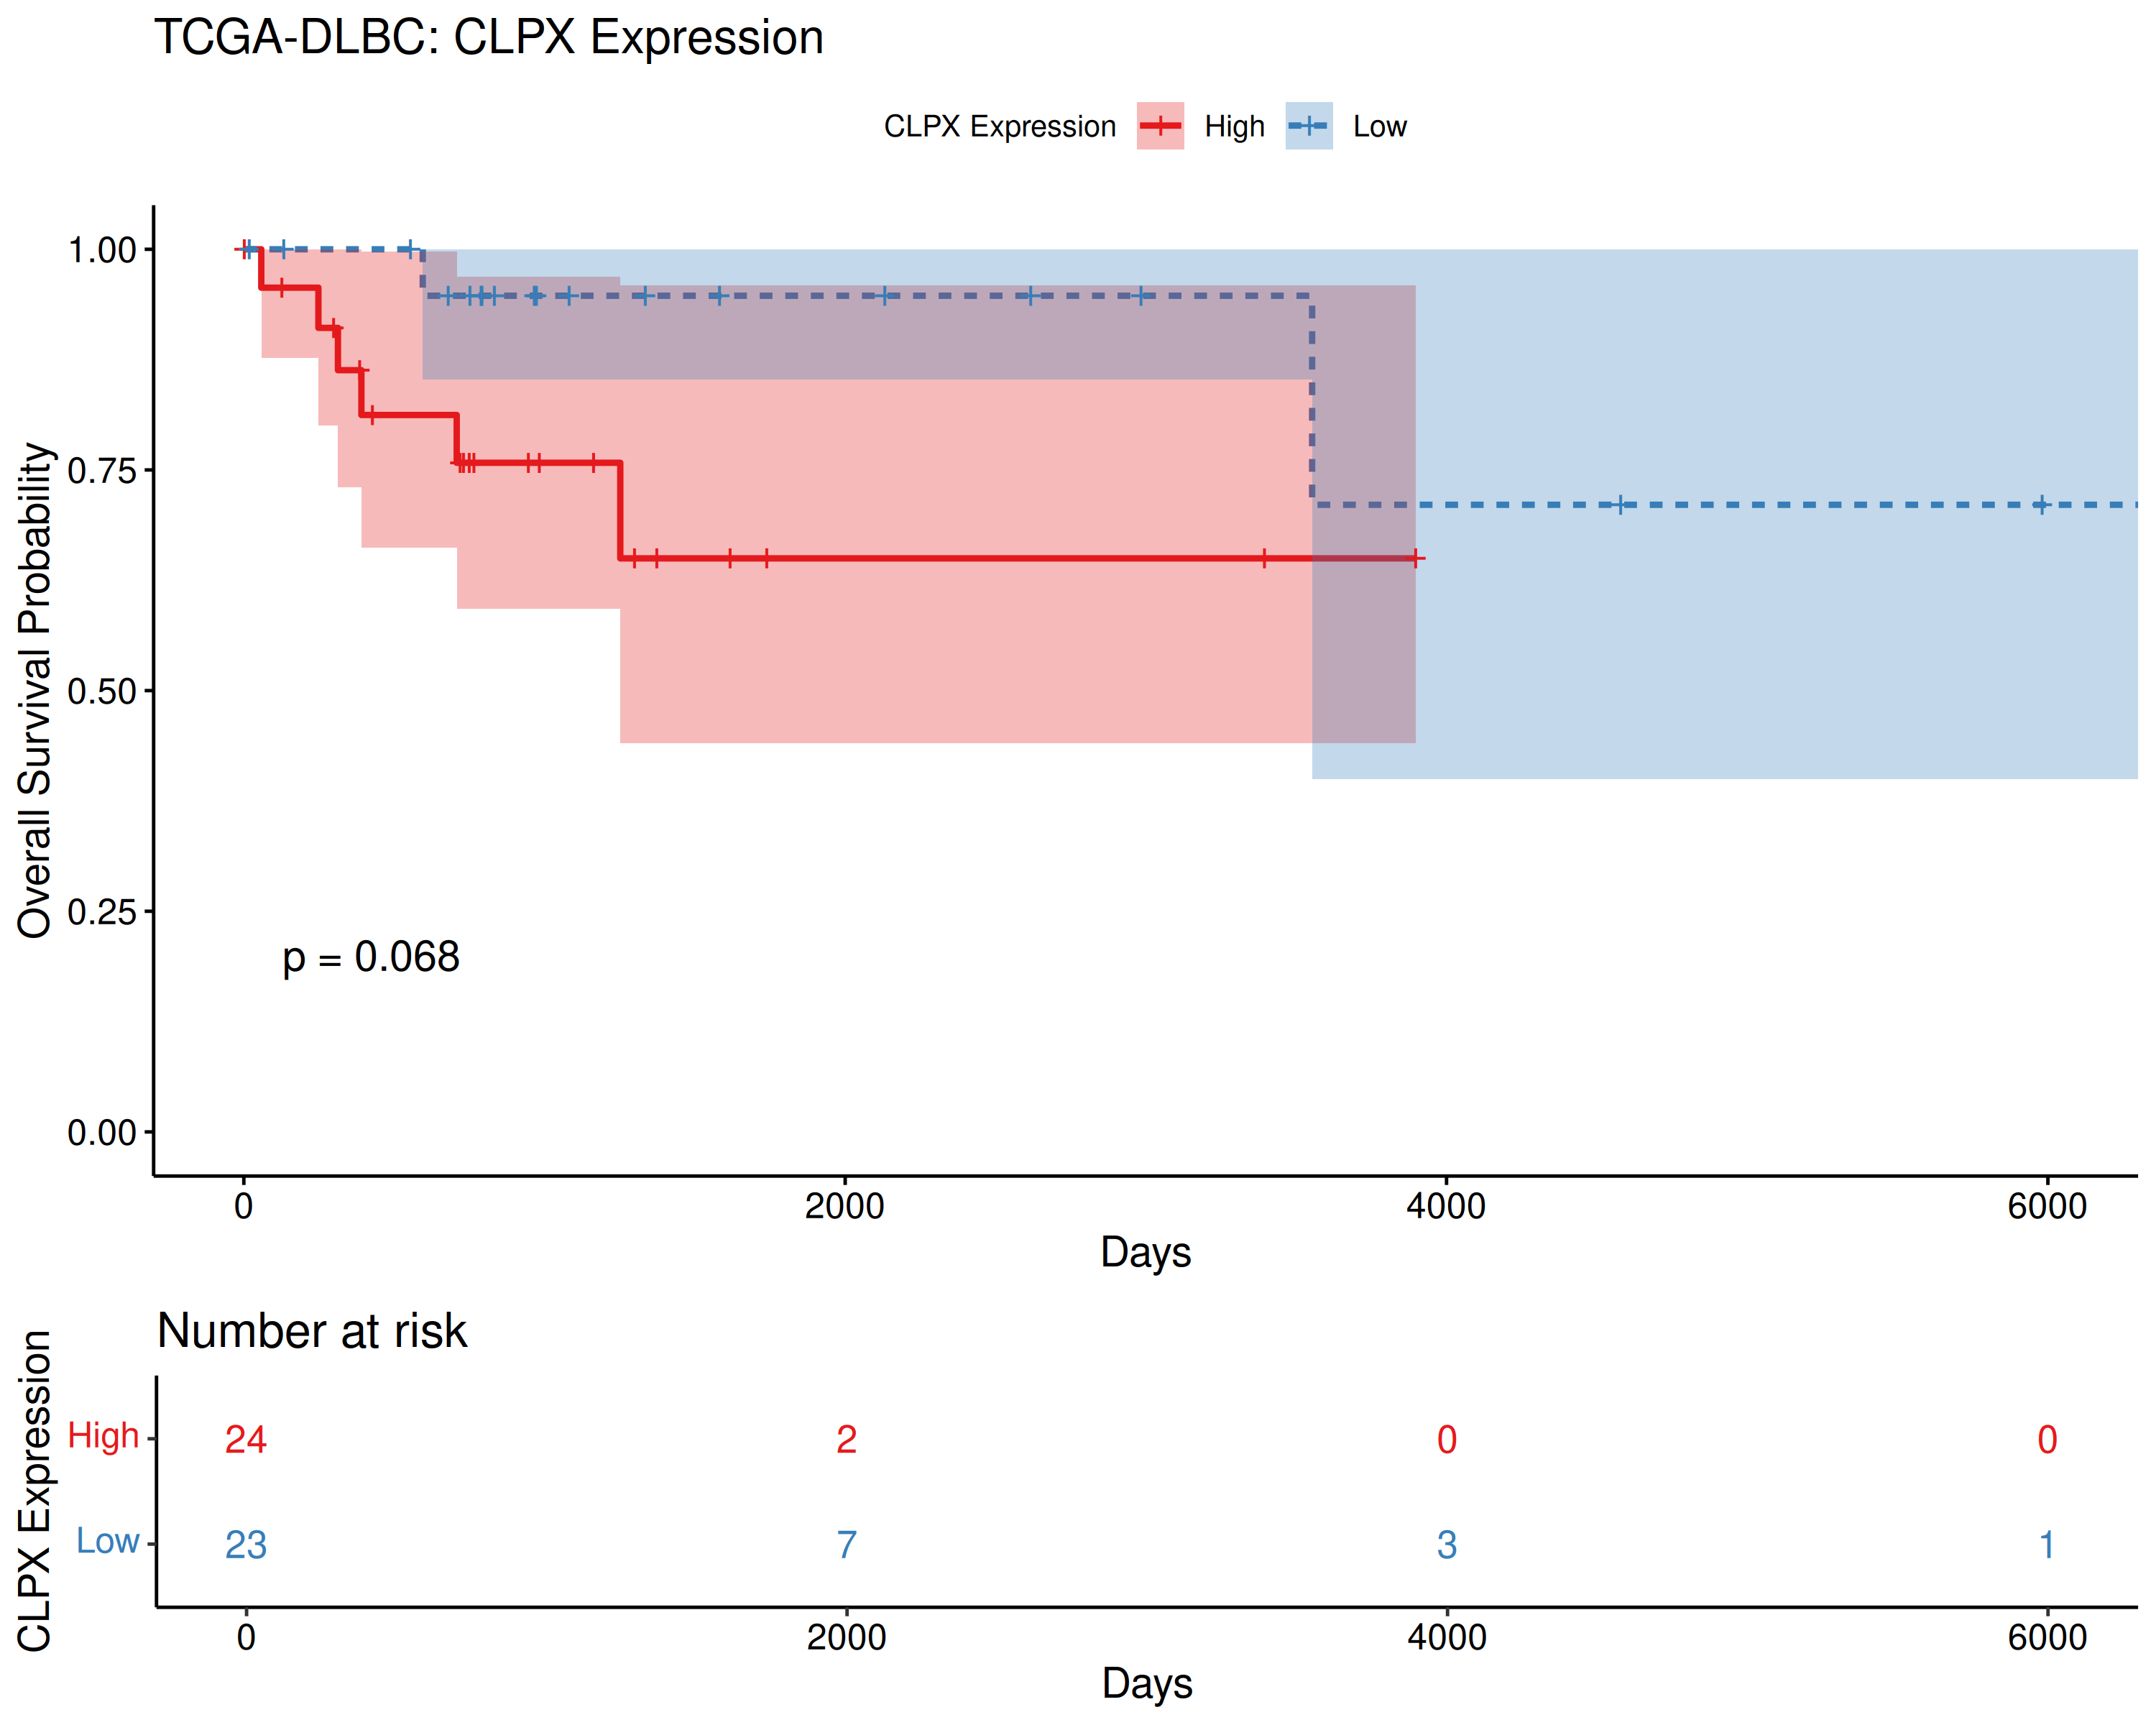 TCGA-DLBC: CLPX Expression
CLPX Expression High Low
Overall Survival Probability
1.00
0.75
0.50
0.25
0.00
p = 0.068
0 2000 4000 6000
Days
Number at risk
CLPX Expression
High 24 2 0 0
Low 23 7 3 1
0 2000 4000 6000
Days